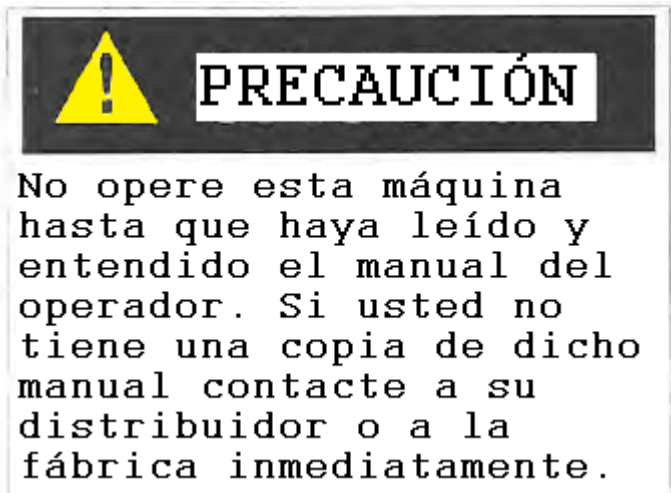 PRECAUCIÓN
No opere esta máquina
hasta que haya leído y
entendido el manual del
operador. Si usted no
tiene una copia de dicho
manual contacte a su
distribuidor o a la
fábrica inmediatamente.